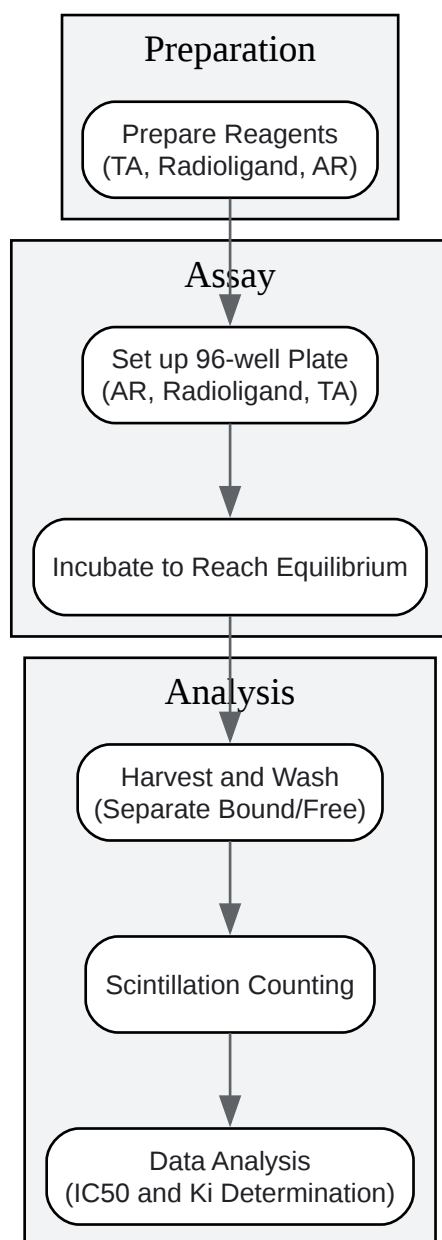 Preparation
Prepare Reagents
(TA, Radioligand, AR)
Assay
Set up 96-well Plate
(AR, Radioligand, TA)
Incubate to Reach Equilibrium
Analysis
Harvest and Wash
(Separate Bound/Free)
Scintillation Counting
Data Analysis
(IC50 and Ki Determination)